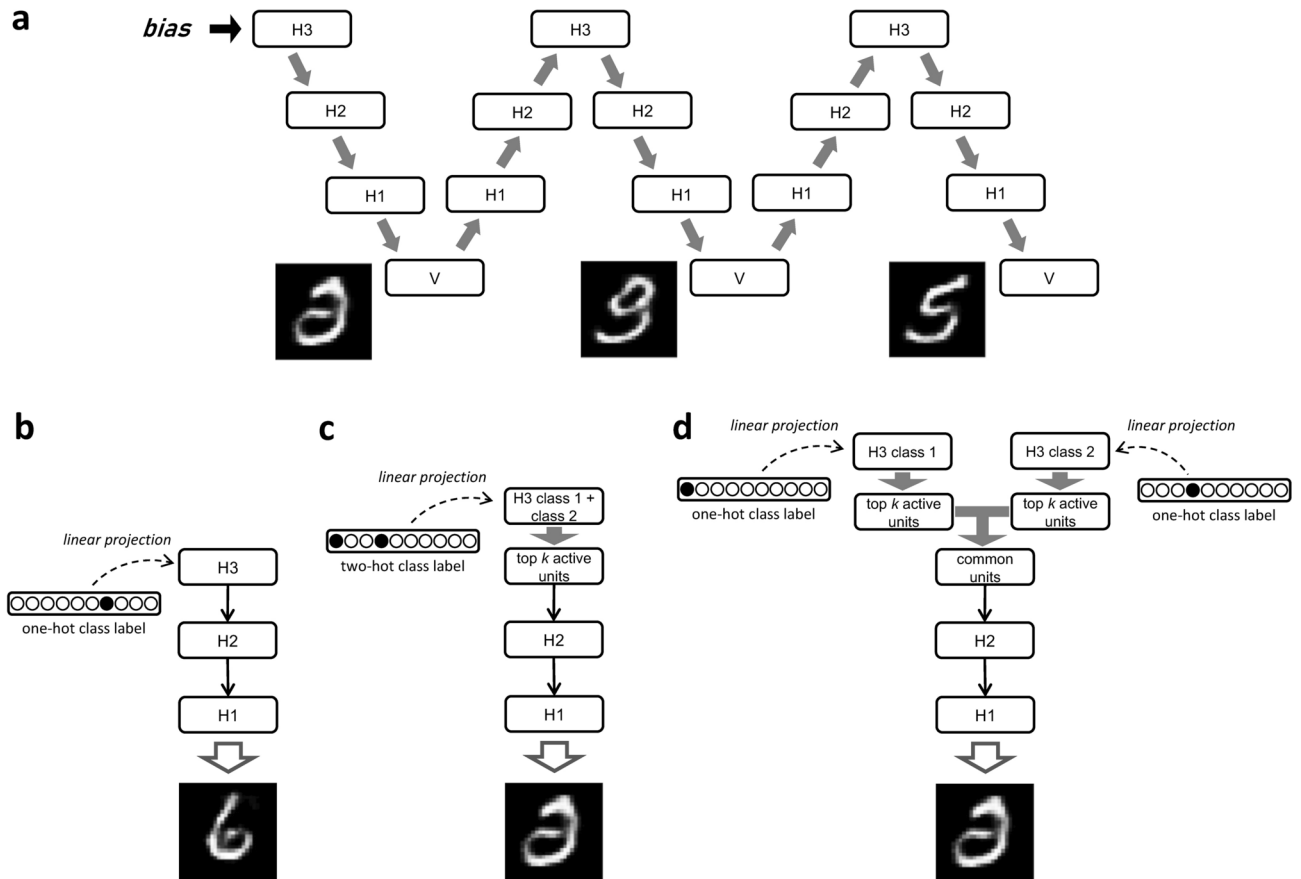 a
bias
H3
H3
H3
H2
H2
H2
H2
H2
H1
H1
H1
H1
H1
V
V
V
b
linear projection
H3
one-hot class label
H2
H1
c
linear projection
H3 class 1 +
class 2
two-hot class label
top k active
units
H2
H1
d
linear projection
H3 class 1
H3 class 2
linear projection
one-hot class label
top k active
units
top k active
units
one-hot class label
common
units
H2
H1